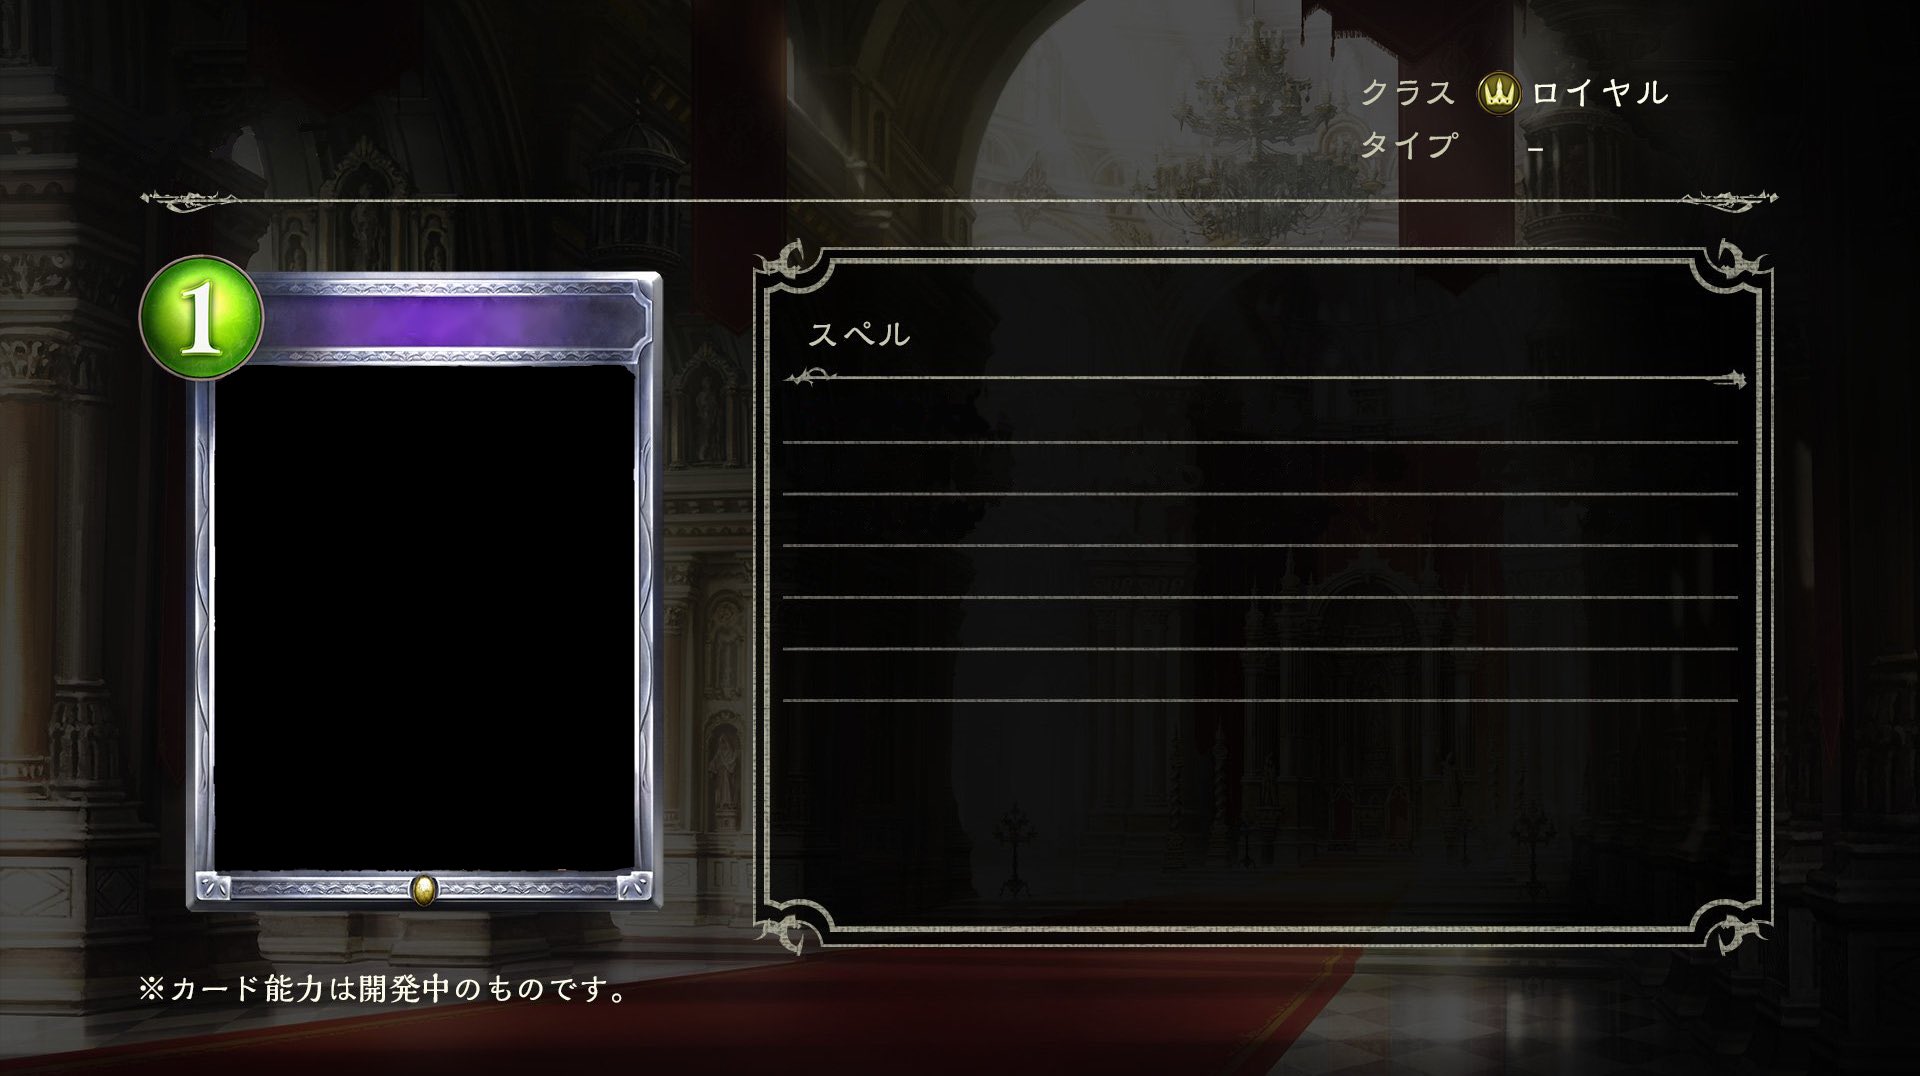 クラス ロイヤル
タイプ －
1
スペル
※カード能力は開発中のものです。